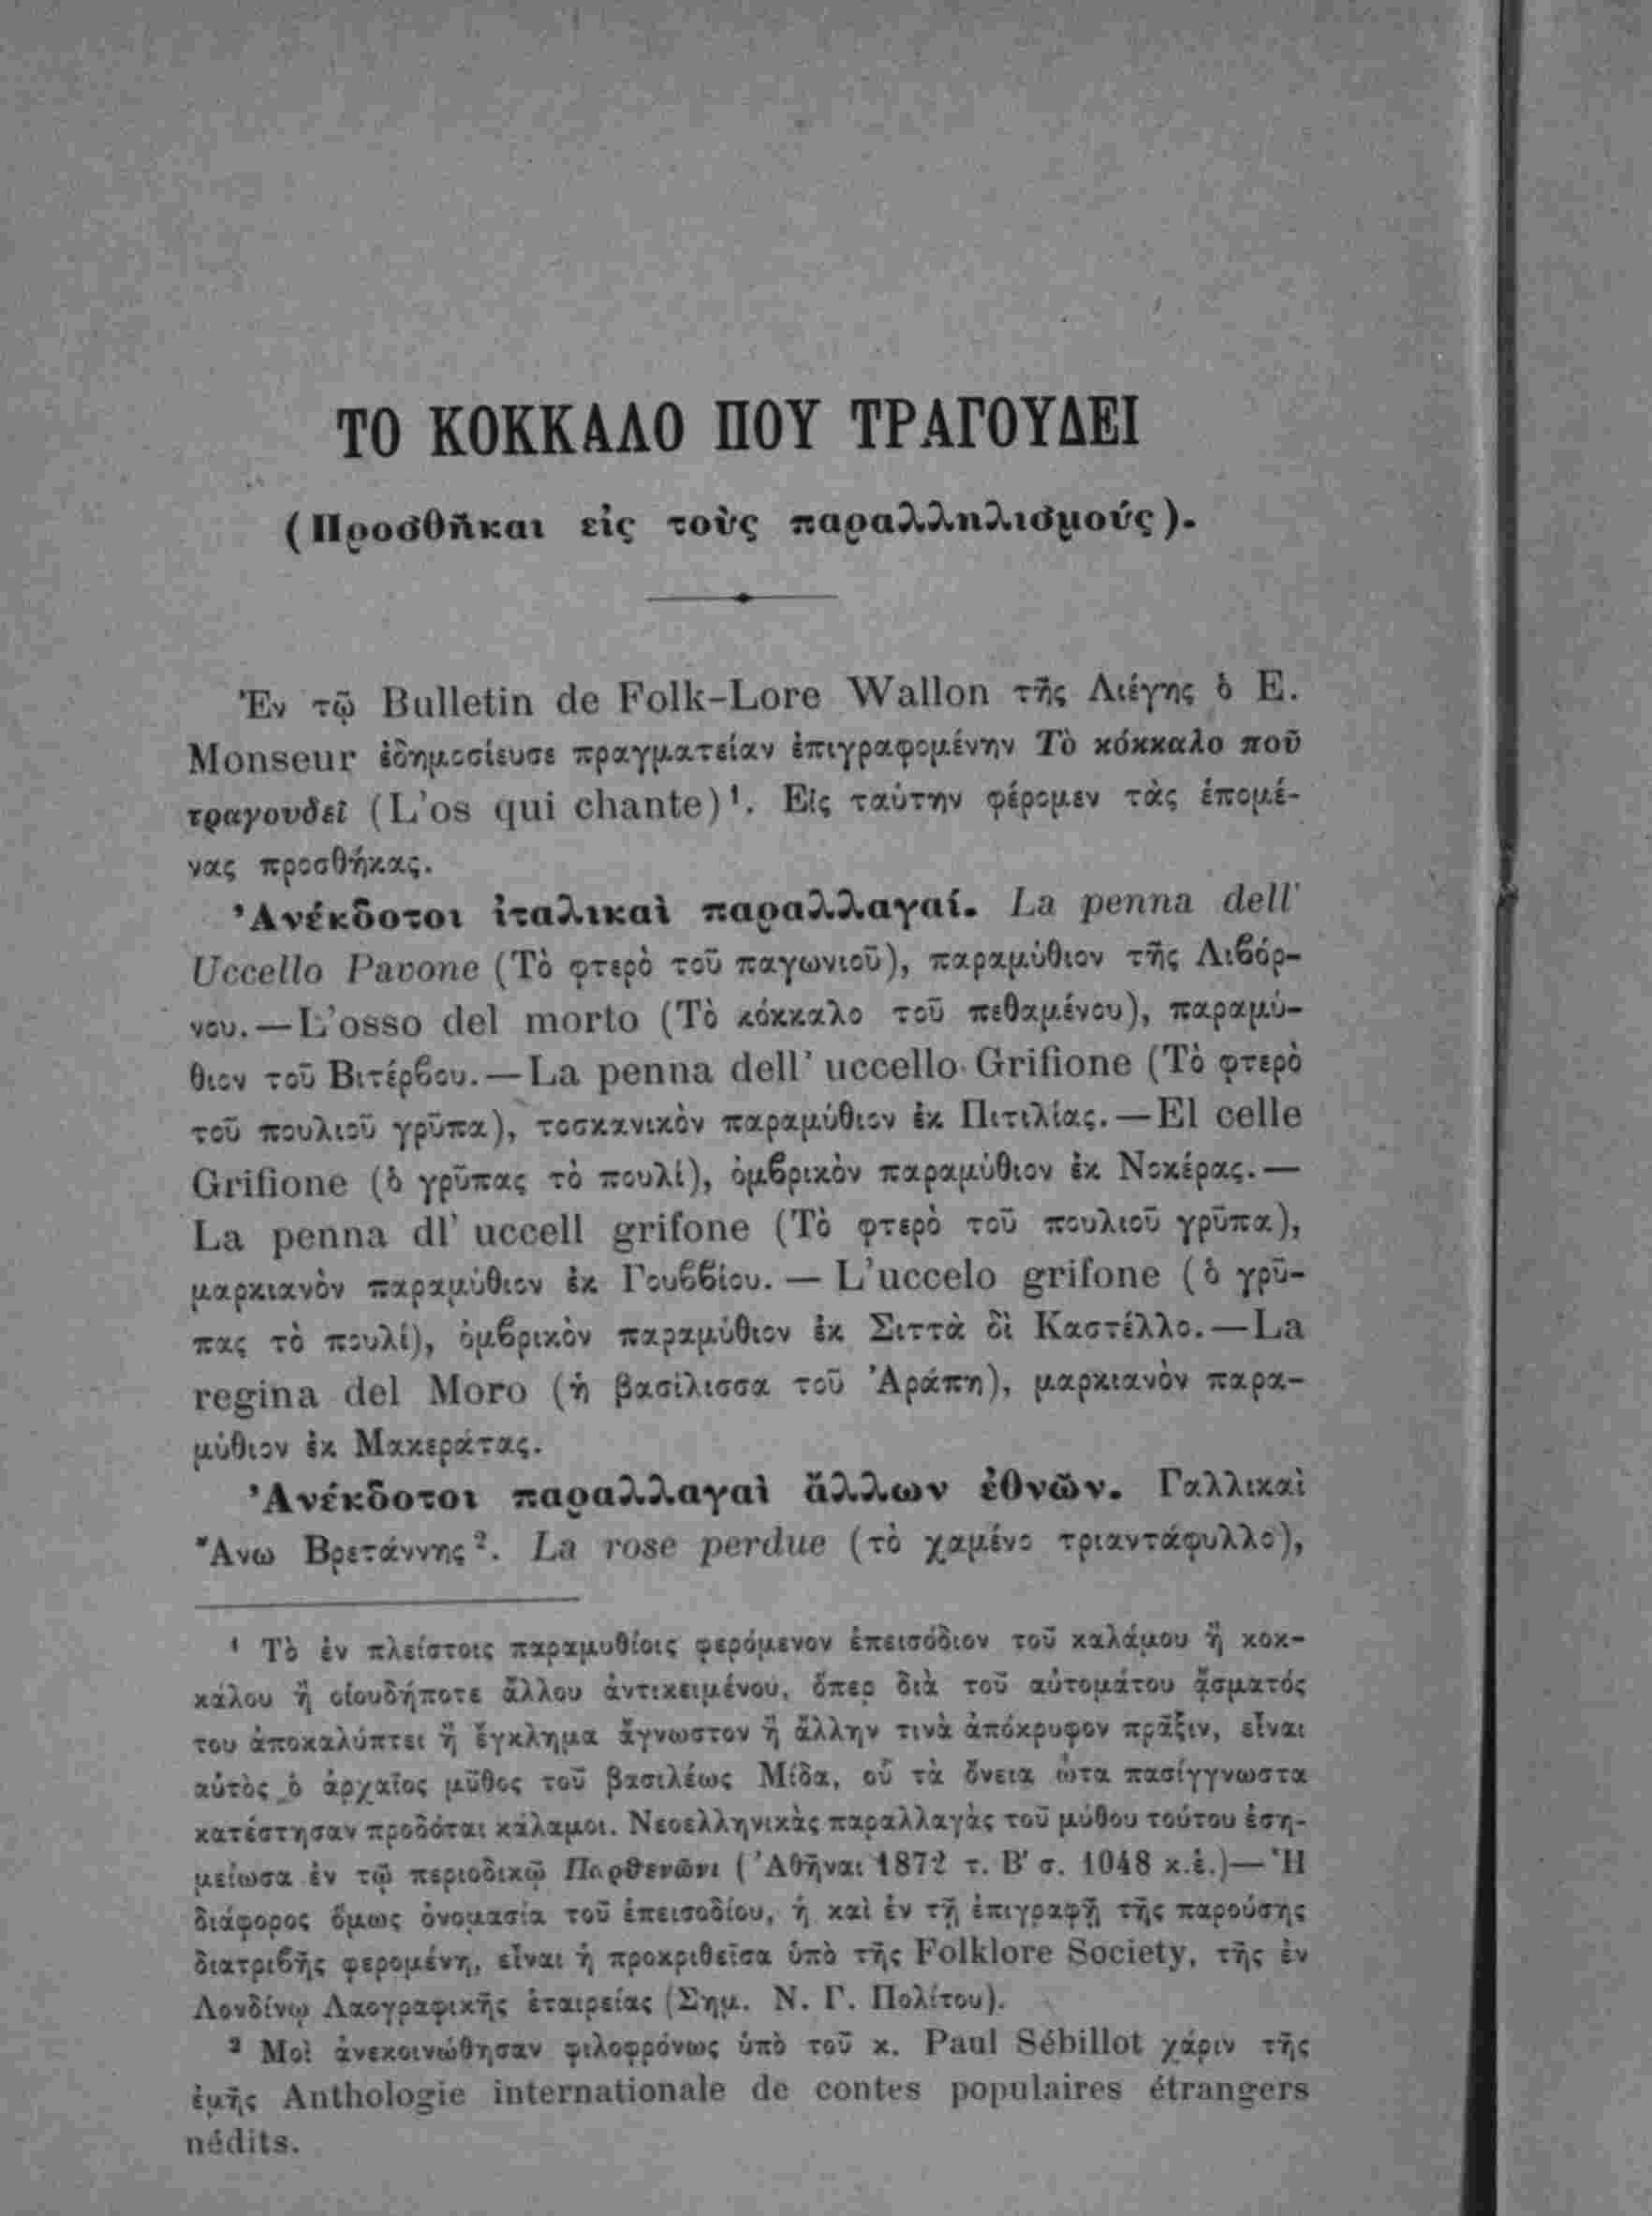 ΤΟ ΚΟΚΚΑΛΟ ΠΟΥ ΤΡΑΓΟΥΔΕΙ
(Προσθῆκαι εἰς τοὺς παραλληλισμούς).
Ἐν τῷ Bulletin de Folk-Lore Wallon τῆς Λιέγης ὁ E.
Monseur ἐδημοσίευσε πραγματείαν ἐπιγραφομένην Τὸ κόκκαλο ποῦ
τραγουδεῖ (L'os qui chante)¹. Εἰς ταύτην φέρομεν τὰς ἑπομέ-
νας προσθήκας.
Ἀνέκδοτοι ἰταλικαὶ παραλλαγαί. La penna dell'
Uccello Pavone (Τὸ φτερὸ τοῦ παγωνιοῦ), παραμύθιον τῆς Λιβόρ-
νου.—L'osso del morto (Τὸ κόκκαλο τοῦ πεθαμένου), παραμύ-
θιον τοῦ Βιτέρβου.—La penna dell' uccello Grifione (Τὸ φτερὸ
τοῦ πουλιοῦ γρῦπα), τοσκανικὸν παραμύθιον ἐκ Πιτιλίας.—El celle
Grifione (ὁ γρῦπας τὸ πουλί), ὀμβρικὸν παραμύθιον ἐκ Νοκέρας.—
La penna dl' uccell grifone (Τὸ φτερὸ τοῦ πουλιοῦ γρῦπα),
μαρκιανὸν παραμύθιον ἐκ Γουββίου. — L'uccelo grifone (ὁ γρῦ-
πας τὸ πουλί), ὀμβρικὸν παραμύθιον ἐκ Σιττὰ δὶ Καστέλλο.—La
regina del Moro (ἡ βασίλισσα τοῦ Ἀράπη), μαρκιανὸν παρα-
μύθιον ἐκ Μακεράτας.
Ἀνέκδοτοι παραλλαγαὶ ἄλλων ἐθνῶν. Γαλλικαὶ
Ἄνω Βρετάννης². La rose perdue (τὸ χαμένο τριαντάφυλλο),
¹ Τὸ ἐν πλείστοις παραμυθίοις φερόμενον ἐπεισόδιον τοῦ καλάμου ἢ κοκ-
κάλου ἢ οἱουδήποτε ἄλλου ἀντικειμένου, ὅπερ διὰ τοῦ αὐτομάτου ᾄσματός
του ἀποκαλύπτει ἢ ἔγκλημα ἄγνωστον ἢ ἄλλην τινὰ ἀπόκρυφον πρᾶξιν, εἶναι
αὐτὸς ὁ ἀρχαῖος μῦθος τοῦ βασιλέως Μίδα, οὗ τὰ ὄνεια ὦτα πασίγγνωστα
κατέστησαν προδόται κάλαμοι. Νεοελληνικὰς παραλλαγὰς τοῦ μύθου τούτου ἐση-
μείωσα ἐν τῷ περιοδικῷ Παρθενῶνι (Ἀθῆναι 1872 τ. Β′ σ. 1048 κ.ἑ.)—Ἡ
διάφορος ὅμως ὀνομασία τοῦ ἐπεισοδίου, ἡ καὶ ἐν τῇ ἐπιγραφῇ τῆς παρούσης
διατριβῆς φερομένη, εἶναι ἡ προκριθεῖσα ὑπὸ τῆς Folklore Society, τῆς ἐν
Λονδίνῳ Λαογραφικῆς ἑταιρείας (Σημ. Ν. Γ. Πολίτου).
² Μοὶ ἀνεκοινώθησαν φιλοφρόνως ὑπὸ τοῦ κ. Paul Sébillot χάριν τῆς
ἐμῆς Anthologie internationale de contes populaires étrangers
nédits.